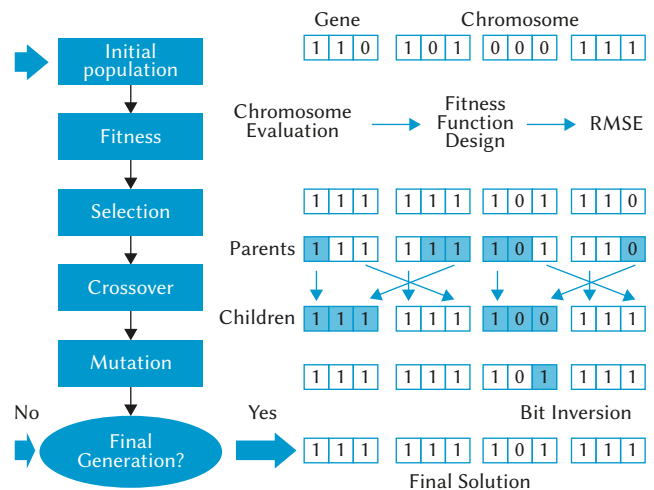 Gene Chromosome
Initial population
1 1 0 1 0 1 0 0 0 1 1 1
Chromosome Evaluation
Fitness Function Design
RMSE
Fitness
Selection
1 1 1 1 1 1 1 0 1 1 1 0
Parents 1 1 1 1 1 1 1 0 1 1 1 0
Crossover
Children 1 1 1 1 1 1 1 0 0 1 1 1
Mutation
1 1 1 1 1 1 1 0 1 1 1 1
No Yes Bit Inversion
Final Generation?
1 1 1 1 1 1 1 0 1 1 1 1
Final Solution